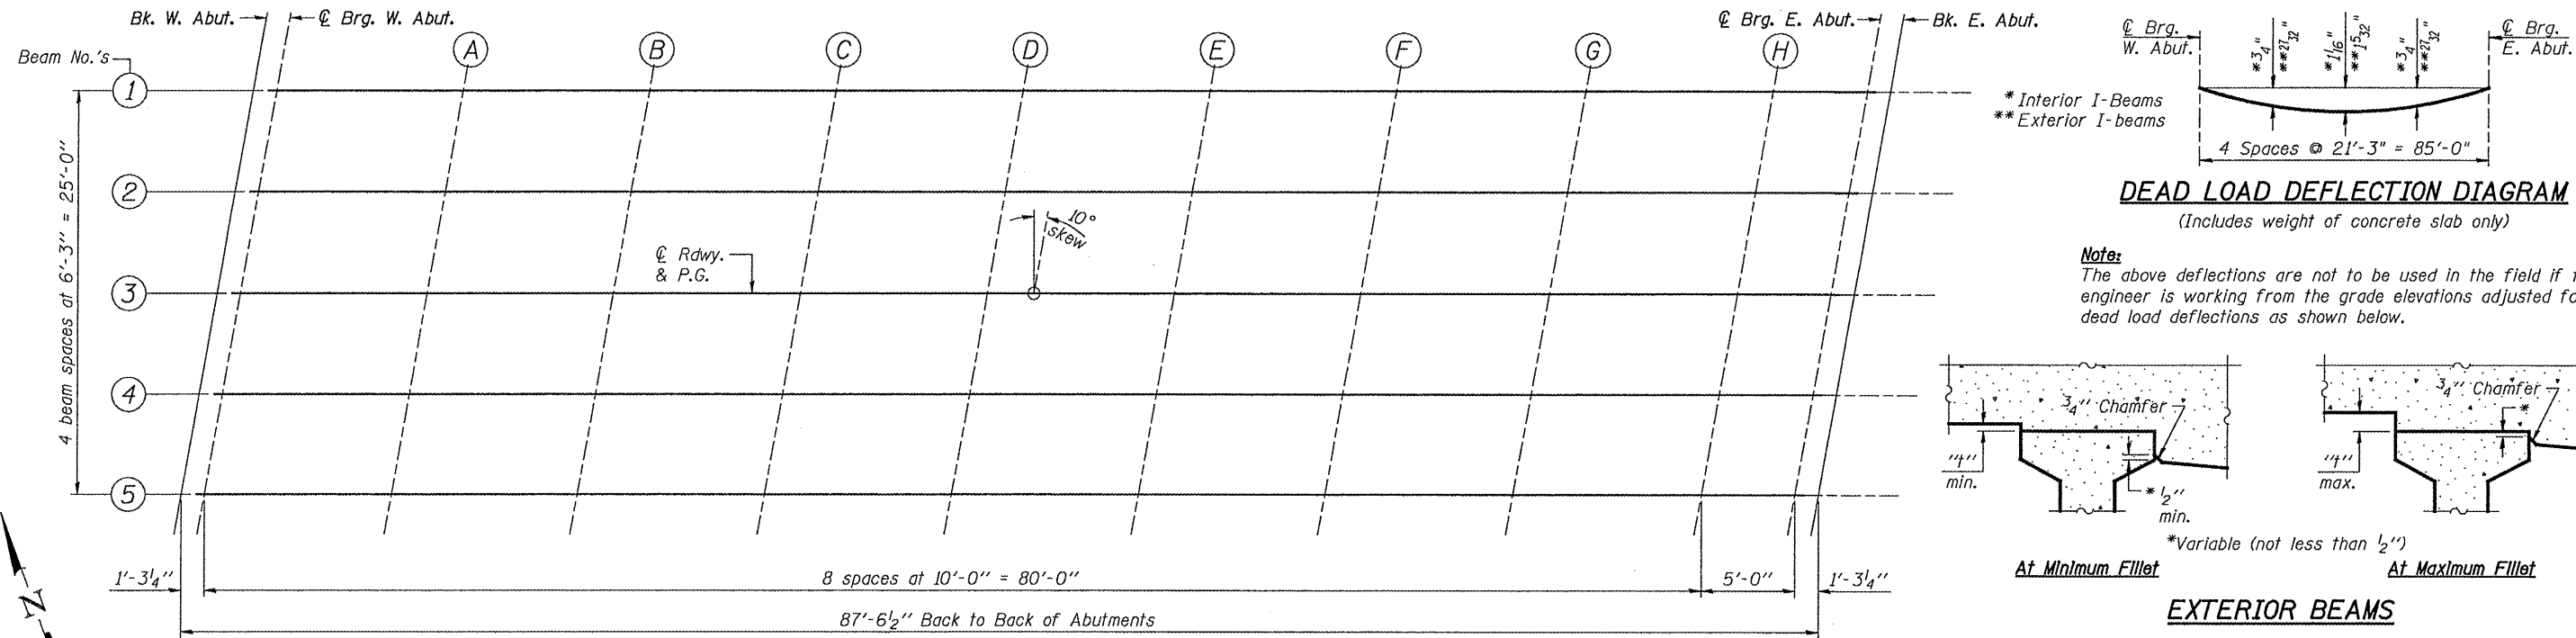 Bk. W. Abut.
℄ Brg. W. Abut.
℄ Brg. E. Abut.
Bk. E. Abut.
Beam No.'s
A B C D E F G H
1
2
3
4
5
4 beam spaces at 6'-3" = 25'-0"
10°
skew
℄ Rdwy.
& P.G.
1'-3¼"
8 spaces at 10'-0" = 80'-0"
5'-0"
1'-3¼"
87'-6½" Back to Back of Abutments
N
℄ Brg.
W. Abut.
*¾"
**27/32"
*1 1/16"
**1 5/32"
*¾"
**27/32"
℄ Brg.
E. Abut.
* Interior I-Beams
** Exterior I-beams
4 Spaces @ 21'-3" = 85'-0"
DEAD LOAD DEFLECTION DIAGRAM
(Includes weight of concrete slab only)
Note:
The above deflections are not to be used in the field if
engineer is working from the grade elevations adjusted
dead load deflections as shown below.
¾" Chamfer
"t"
min.
* ½"
min.
¾" Chamfer
*
"t"
max.
*Variable (not less than ½")
At Minimum Fillet
At Maximum Fillet
EXTERIOR BEAMS